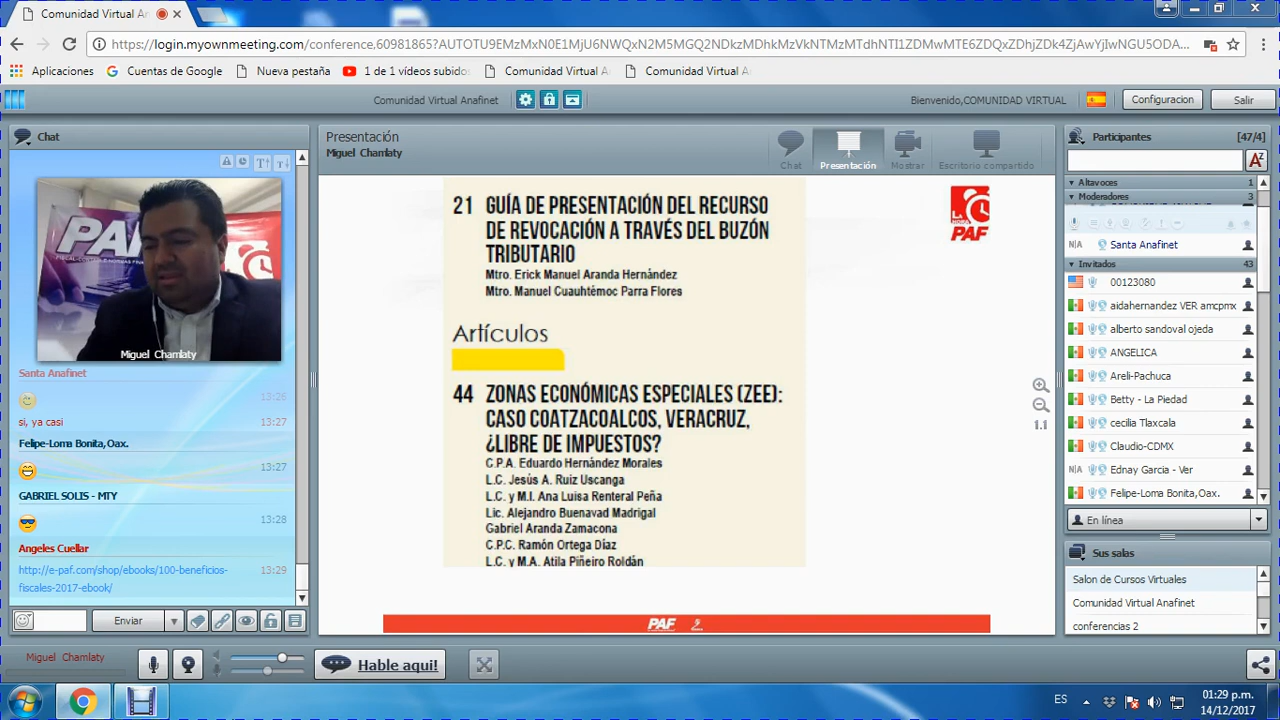 Comunidad Virtual Anafin
https://login.myownmeeting.com/conference,60981865?AUTOTU9EMzMxN0E1MjU6NWQxN2M5MGQ2NDkzMDhkMzVkNTMzMTdhNTI1ZDMwMTE6ZDQxZDhjZDk4ZjAwYjIwNGU5ODA...
Aplicaciones
Cuentas de Google
Nueva pestaña
1 de 1 vídeos subidos
Comunidad Virtual A
Comunidad Virtual A
Comunidad Virtual Anafinet
Bienvenido,COMUNIDAD VIRTUAL
Configuracion
Salir
Chat
PAF
Miguel Chamlaty
Santa Anafinet
13:26
si, ya casi
13:27
Felipe-Loma Bonita,Oax.
13:27
GABRIEL SOLIS - MTY
13:28
Angeles Cuellar
http://e-paf.com/shop/ebooks/100-beneficios-
fiscales-2017-ebook/
13:29
Enviar
Presentación
Miguel Chamlaty
Chat
Presentación
Mostrar
Escritorio compartido
21 GUÍA DE PRESENTACIÓN DEL RECURSO
DE REVOCACIÓN A TRAVÉS DEL BUZÓN
TRIBUTARIO
Mtro. Erick Manuel Aranda Hernández
Mtro. Manuel Cuauhtémoc Parra Flores
Artículos
44 ZONAS ECONÓMICAS ESPECIALES (ZEE):
CASO COATZACOALCOS, VERACRUZ,
¿LIBRE DE IMPUESTOS?
C.P.A. Eduardo Hernández Morales
L.C. Jesús A. Ruiz Uscanga
L.C. y M.I. Ana Luisa Renteral Peña
Lic. Alejandro Buenavad Madrigal
Gabriel Aranda Zamacona
C.P.C. Ramón Ortega Díaz
L.C. y M.A. Atila Piñeiro Roldán
LA HORA
PAF
1.1
PAF
Participantes
[47/4]
Altavoces 1
Moderadores 3
N/A Santa Anafinet
Invitados 43
00123080
aidahernandez VER amcpmx
alberto sandoval ojeda
ANGELICA
Areli-Pachuca
Betty - La Piedad
cecilia Tlaxcala
Claudio-CDMX
N/A Ednay Garcia - Ver
Felipe-Loma Bonita,Oax.
En línea
Sus salas
Salon de Cursos Virtuales
Comunidad Virtual Anafinet
conferencias 2
Miguel Chamlaty
Hable aqui!
ES
01:29 p.m.
14/12/2017